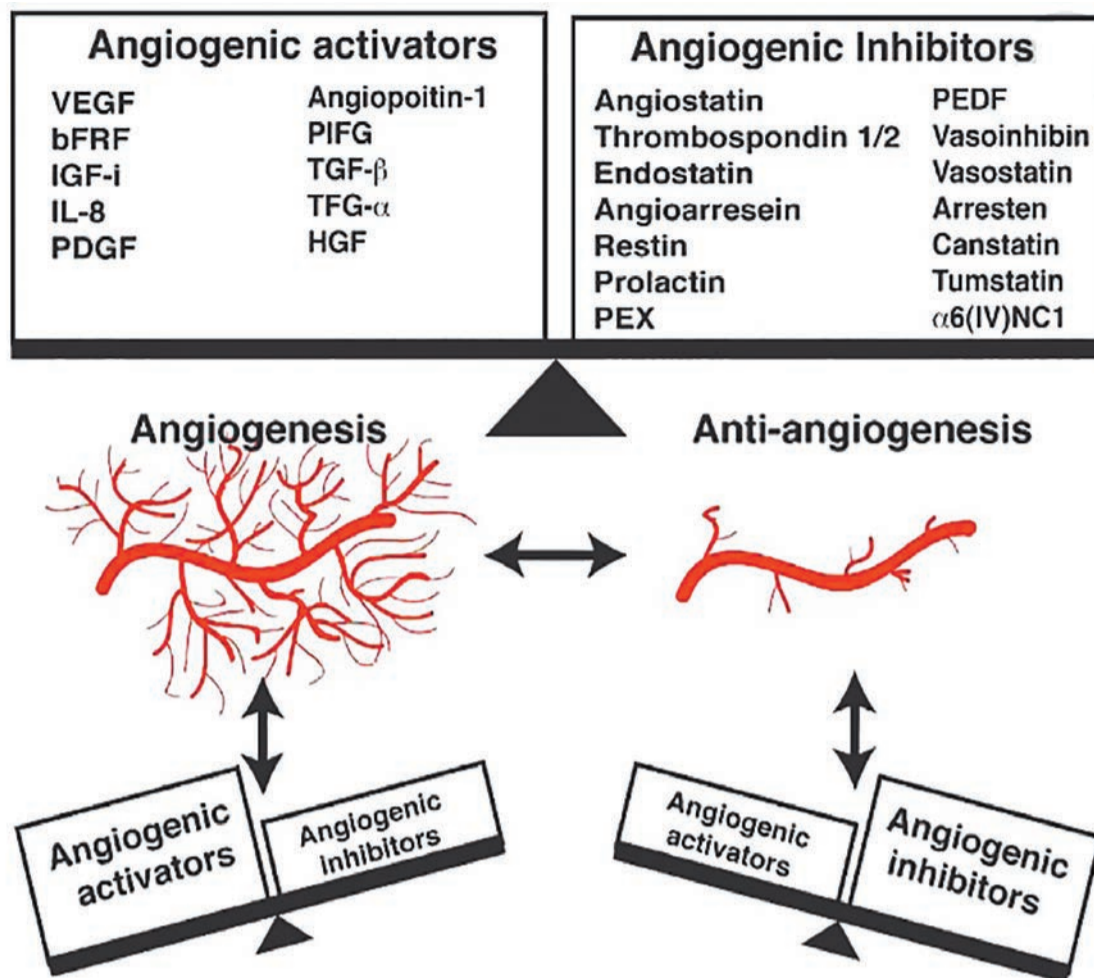 Angiogenic activators
VEGF
bFRF
IGF-i
IL-8
PDGF
Angiopoitin-1
PIFG
TGF-β
TFG-α
HGF
Angiogenic Inhibitors
Angiostatin
Thrombospondin 1/2
Endostatin
Angioarresein
Restin
Prolactin
PEX
PEDF
Vasoinhibin
Vasostatin
Arresten
Canstatin
Tumstatin
α6(IV)NC1
Angiogenesis
Anti-angiogenesis
Angiogenic
activators
Angiogenic
inhibitors
Angiogenic
activators
Angiogenic
inhibitors